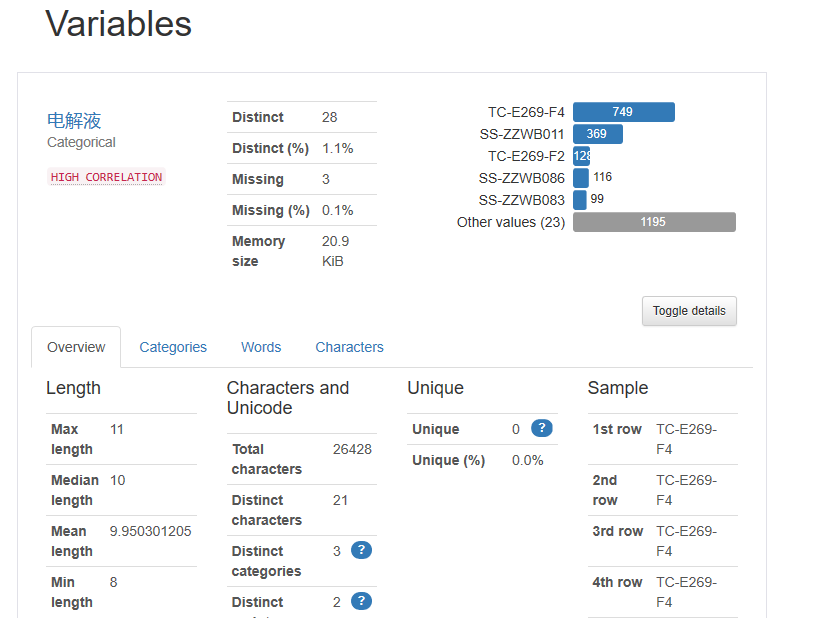 Variables
电解液
Categorical
HIGH CORRELATION
Distinct 28
Distinct (%) 1.1%
Missing 3
Missing (%) 0.1%
Memory 20.9
size KiB
TC-E269-F4 749
SS-ZZWB011 369
TC-E269-F2 128
SS-ZZWB086 116
SS-ZZWB083 99
Other values (23) 1195
Toggle details
Overview Categories Words Characters
Length
Max 11
length
Median 10
length
Mean 9.950301205
length
Min 8
length
Characters and
Unicode
Total 26428
characters
Distinct 21
characters
Distinct 3 ?
categories
Distinct 2 ?
Unique
Unique 0 ?
Unique (%) 0.0%
Sample
1st row TC-E269-
F4
2nd TC-E269-
row F4
3rd row TC-E269-
F4
4th row TC-E269-
F4